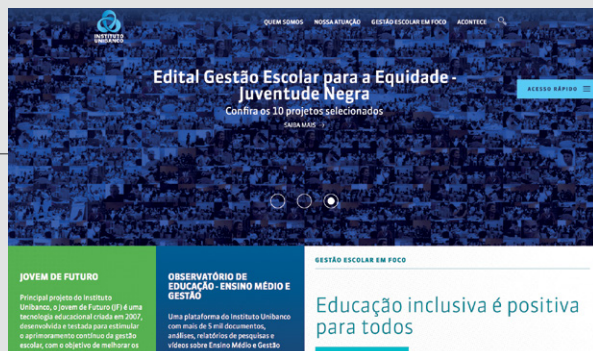 INSTITUTO
UNIBANCO
QUEM SOMOS NOSSA ATUAÇÃO GESTÃO ESCOLAR EM FOCO ACONTECE
Edital Gestão Escolar para a Equidade -
Juventude Negra
Confira os 10 projetos selecionados
SAIBA MAIS
ACESSO RÁPIDO
JOVEM DE FUTURO
Principal projeto do Instituto
Unibanco, o Jovem de Futuro (JF) é uma
tecnologia educacional criada em 2007,
desenvolvida e testada para estimular
o aprimoramento contínuo da gestão
escolar, com o objetivo de melhorar os
OBSERVATÓRIO DE
EDUCAÇÃO - ENSINO MÉDIO E
GESTÃO
Uma plataforma do Instituto Unibanco
com mais de 5 mil documentos,
análises, relatórios de pesquisas e
vídeos sobre Ensino Médio e Gestão
GESTÃO ESCOLAR EM FOCO
Educação inclusiva é positiva
para todos